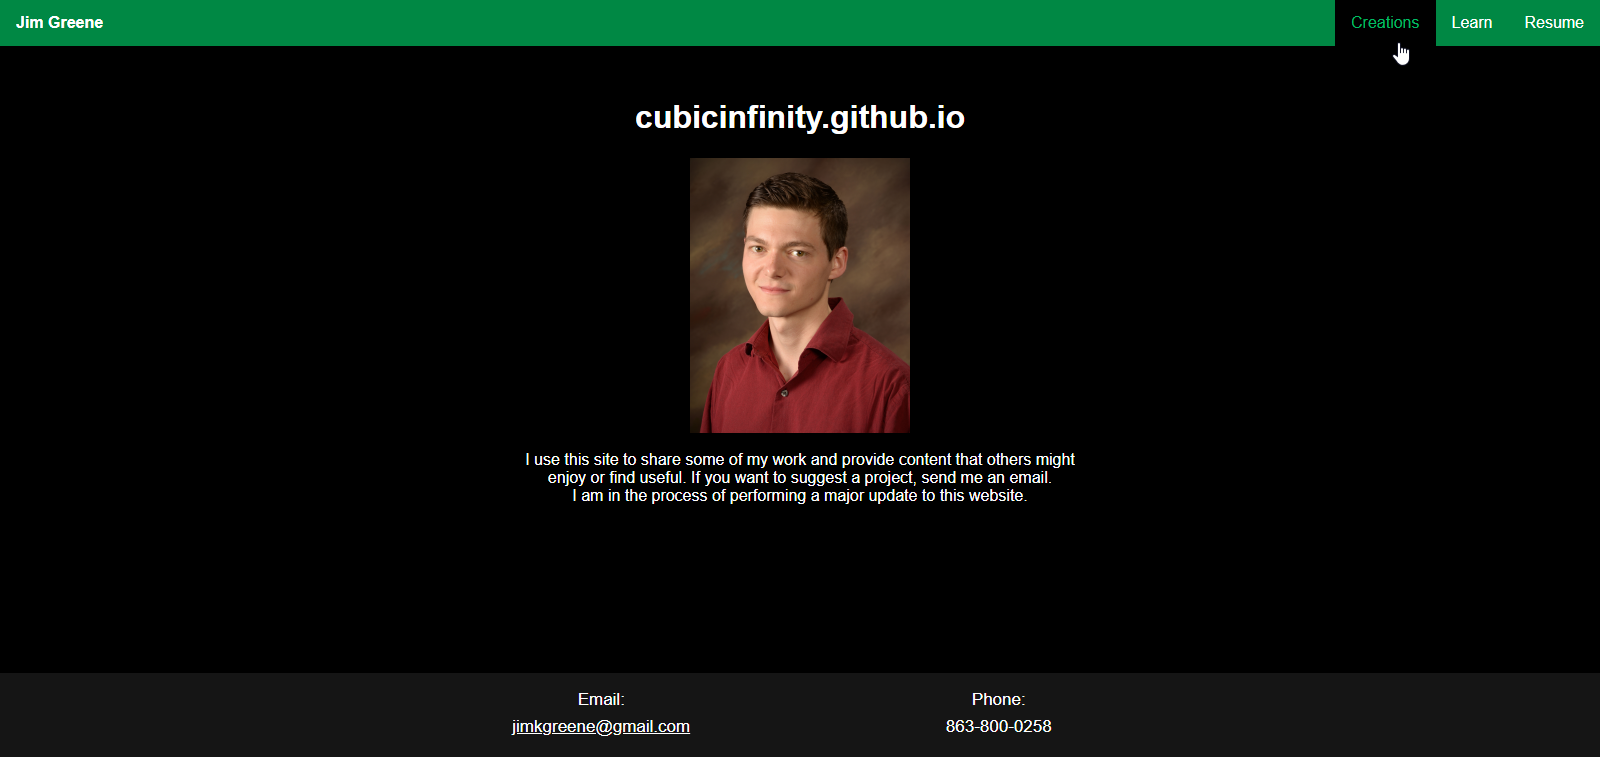 Jim Greene
Creations
Learn
Resume
cubicinfinity.github.io
I use this site to share some of my work and provide content that others might
enjoy or find useful. If you want to suggest a project, send me an email.
I am in the process of performing a major update to this website.
Email:
jimkgreene@gmail.com
Phone:
863-800-0258